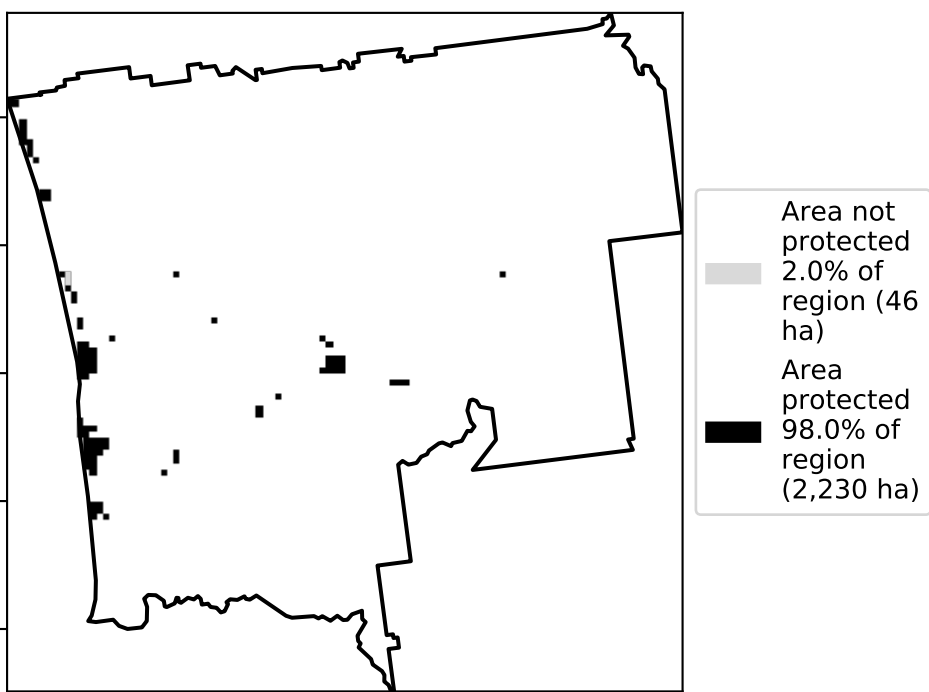 Area not
protected
2.0% of
region (46
ha)
Area
protected
98.0% of
region
(2,230 ha)